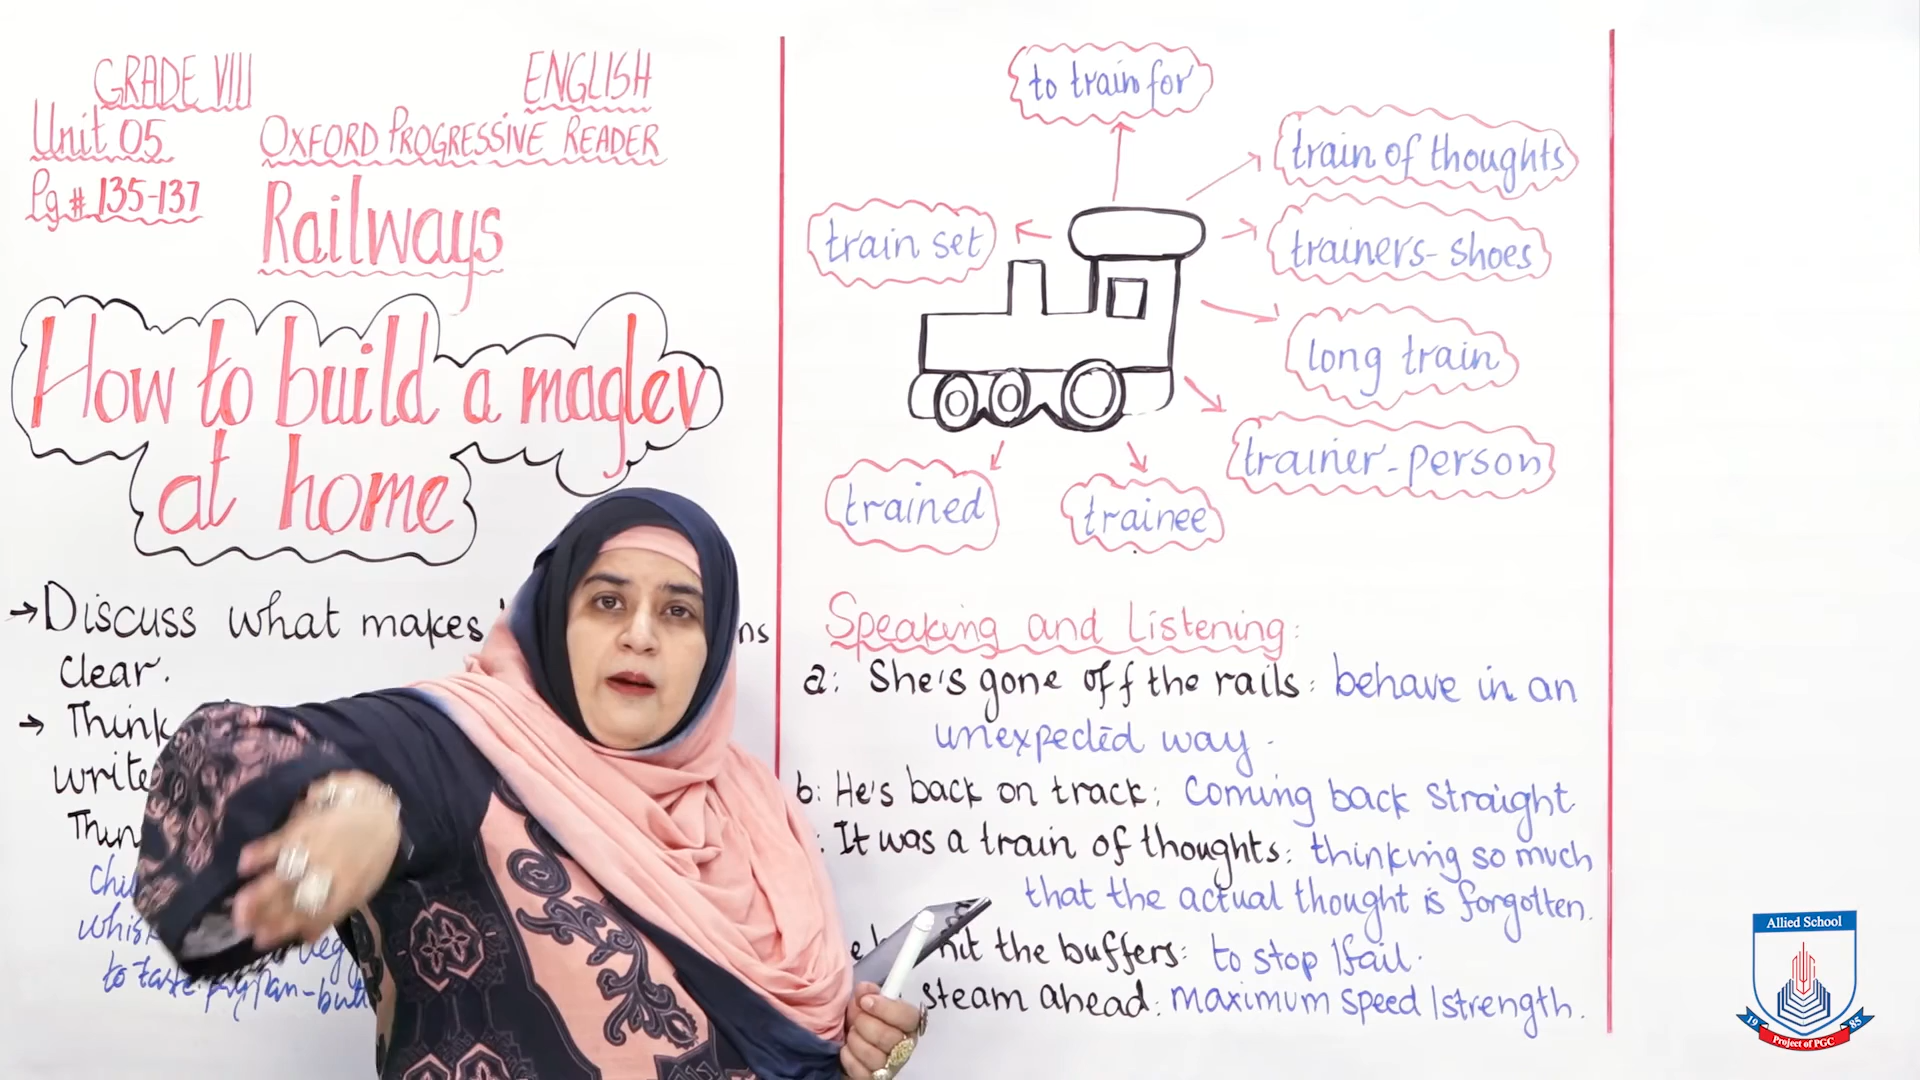 GRADE VIII
ENGLISH
Unit 05
OXFORD PROGRESSIVE READER
Pg # 135-137
Railways
How to build a maglev
at home
→ Discuss what makes
clear.
→ Think
write
to train for
train of thoughts
train set
trainers - shoes
long train
trainer - person
trained
trainee
Speaking and Listening:
a: She's gone off the rails: behave in an
unexpected way.
b: He's back on track: Coming back straight
: It was a train of thoughts: thinking so much
that the actual thought is forgotten.
hit the buffers: to stop/fail.
steam ahead: maximum speed/strength.
Allied School
19 85
Project of PGC